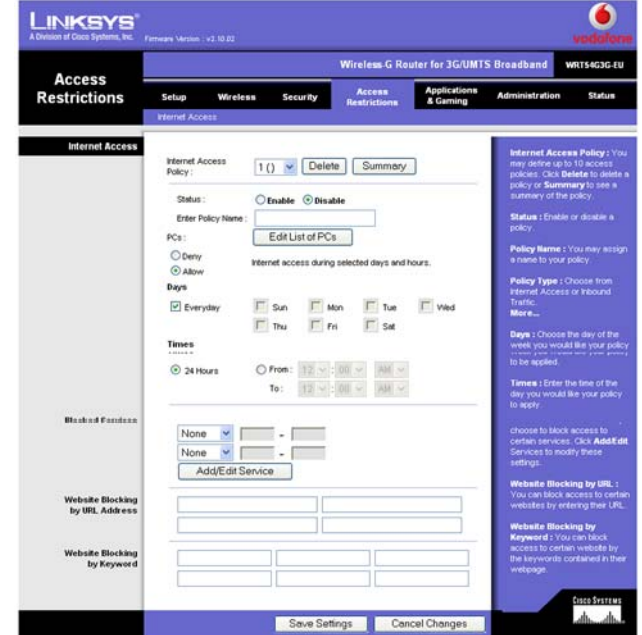 LINKSYS®
A Division of Cisco Systems, Inc.
Firmware Version : v2.10.02
vodafone
Wireless-G Router for 3G/UMTS Broadband
WRT54G3G-EU
Access Restrictions
Setup
Wireless
Security
Access Restrictions
Applications & Gaming
Administration
Status
Internet Access
Internet Access
Internet Access Policy :
1 ()
Delete
Summary
Status :
Enable
Disable
Enter Policy Name :
PCs :
Edit List of PCs
Deny
Allow
Internet access during selected days and hours.
Days
Everyday
Sun
Mon
Tue
Wed
Thu
Fri
Sat
Times
24 Hours
From :
12 : 00 AM
To :
12 : 00 AM
Blocked Services
None
-
None
-
Add/Edit Service
Website Blocking
by URL Address
Website Blocking
by Keyword
Save Settings
Cancel Changes
Internet Access Policy : You
may define up to 10 access
policies. Click Delete to delete a
policy or Summary to see a
summary of the policy.
Status : Enable or disable a
policy.
Policy Name : You may assign
a name to your policy.
Policy Type : Choose from
Internet Access or Inbound
Traffic.
More...
Days : Choose the day of the
week you would like your policy
to be applied.
Times : Enter the time of the
day you would like your policy
to apply.
choose to block access to
certain services. Click Add/Edit
Services to modify these
settings.
Website Blocking by URL :
You can block access to certain
websites by entering their URL.
Website Blocking by
Keyword : You can block
access to certain website by
the keywords contained in their
webpage.
CISCO SYSTEMS